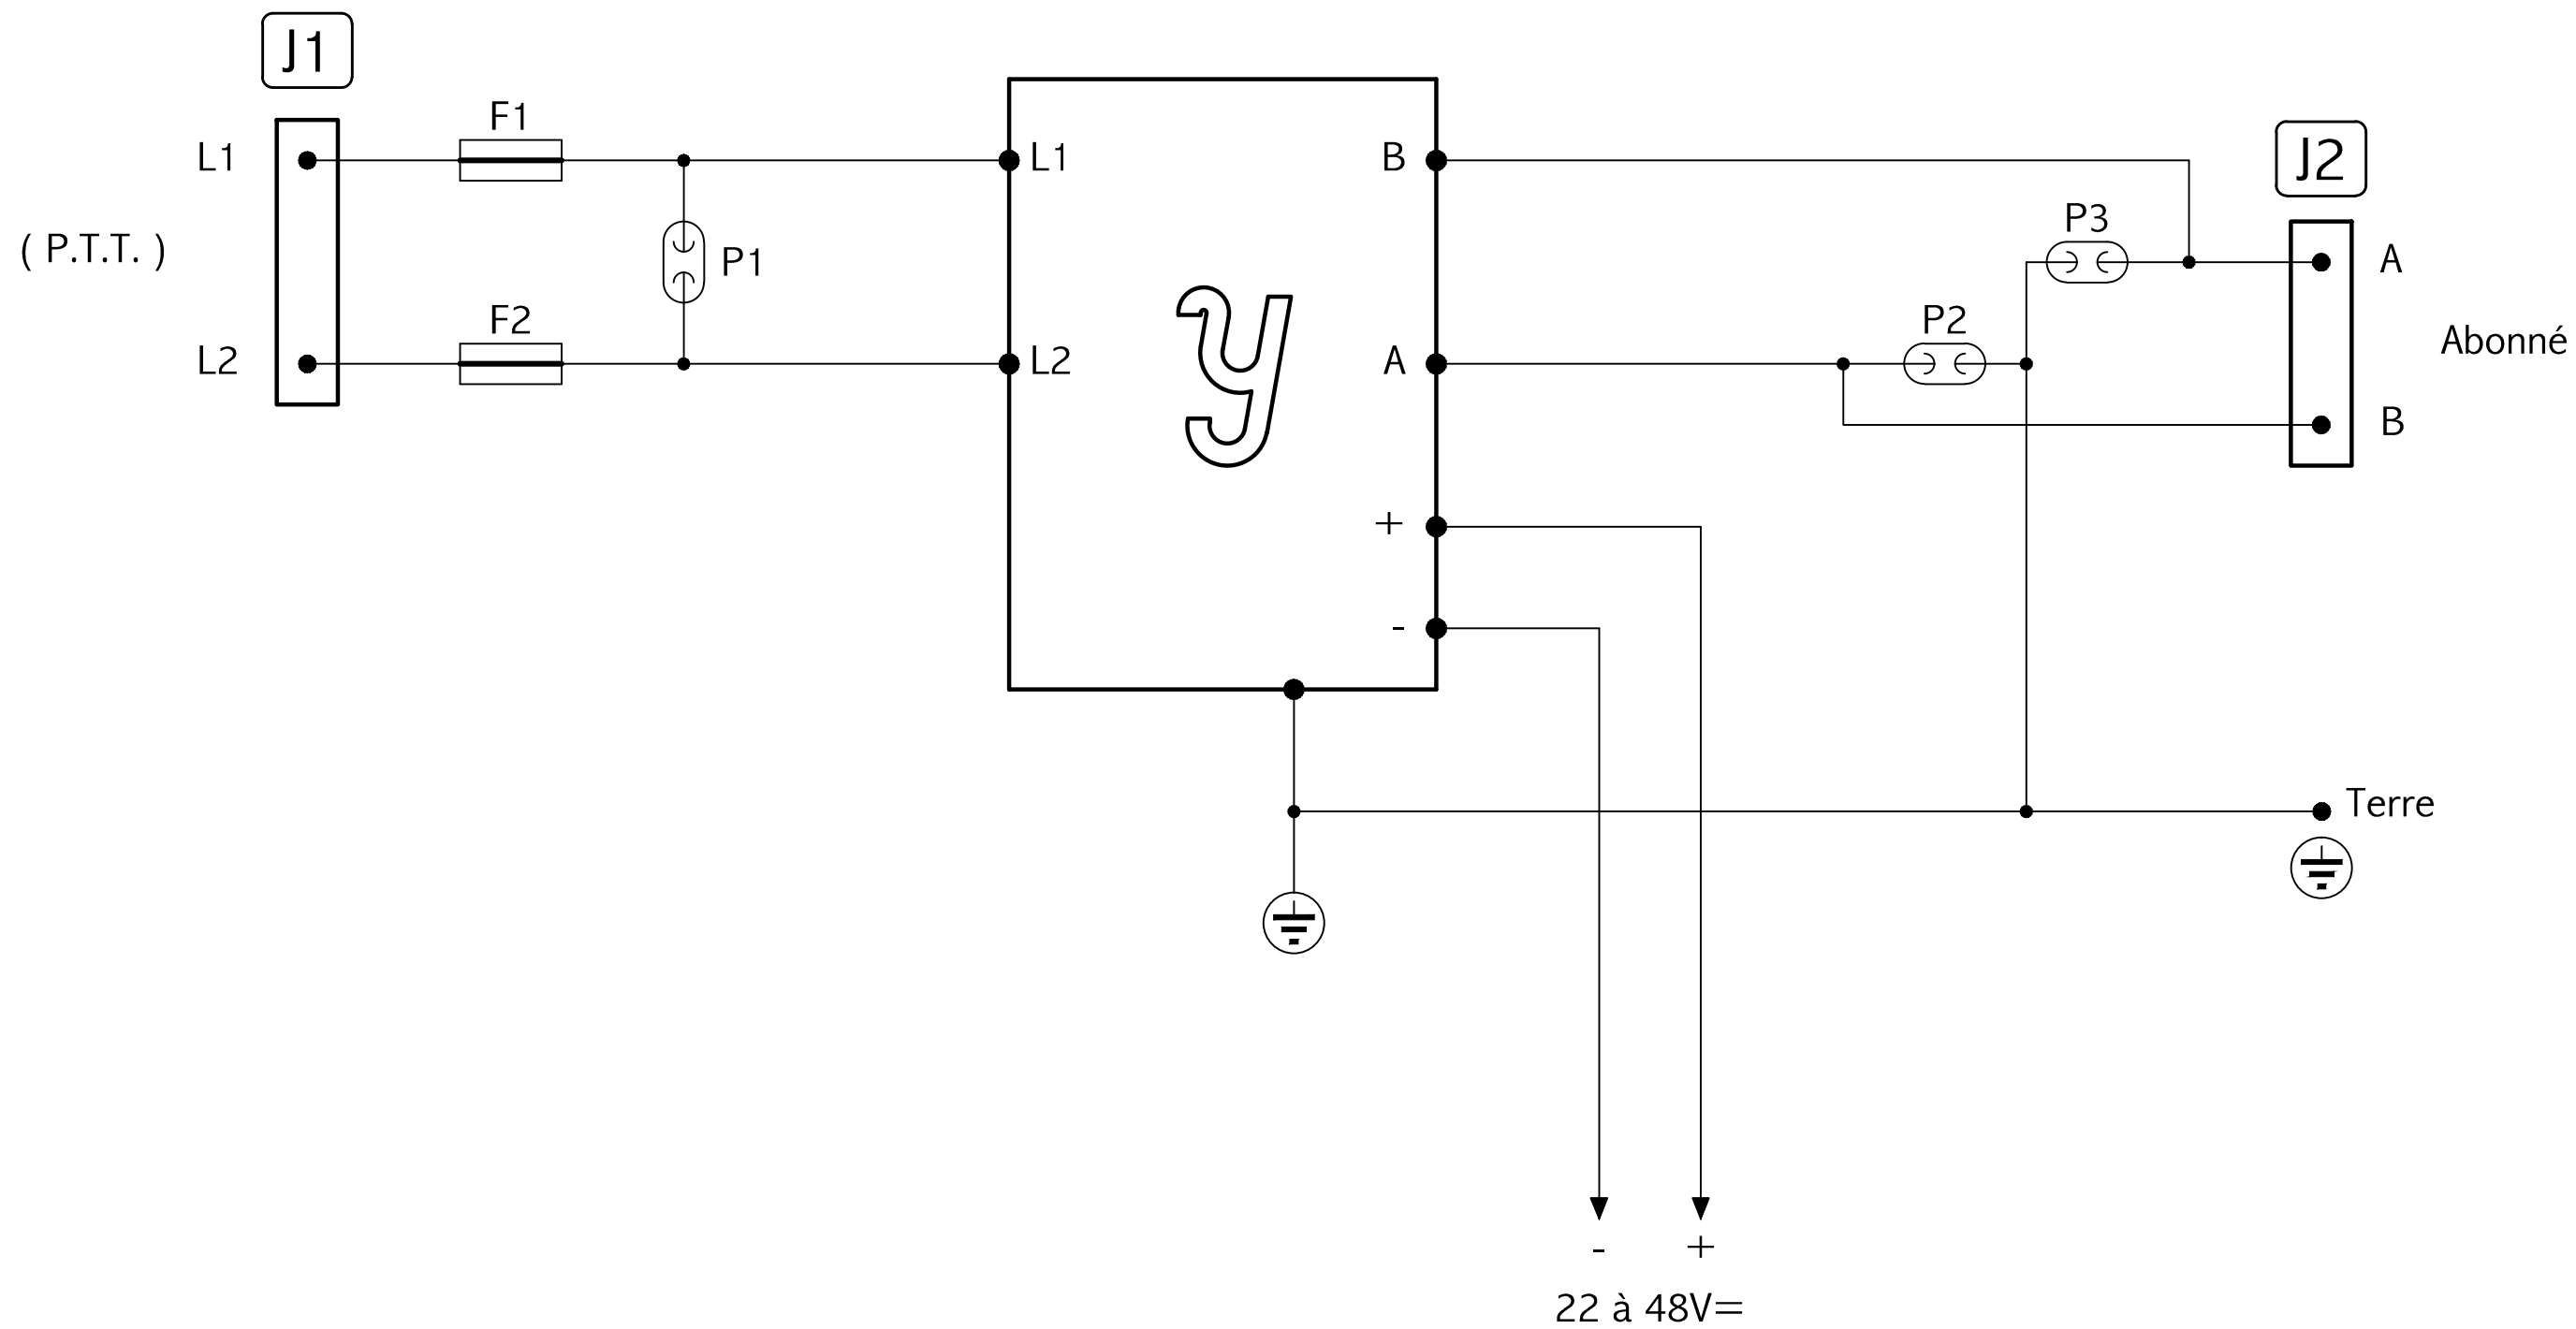 J1
F1
L1
L1
B
J2
P3
( P.T.T. )
P1
A
F2
P2
Abonné
L2
L2
A
B
Y
+
-
Terre
- +
22 à 48V=